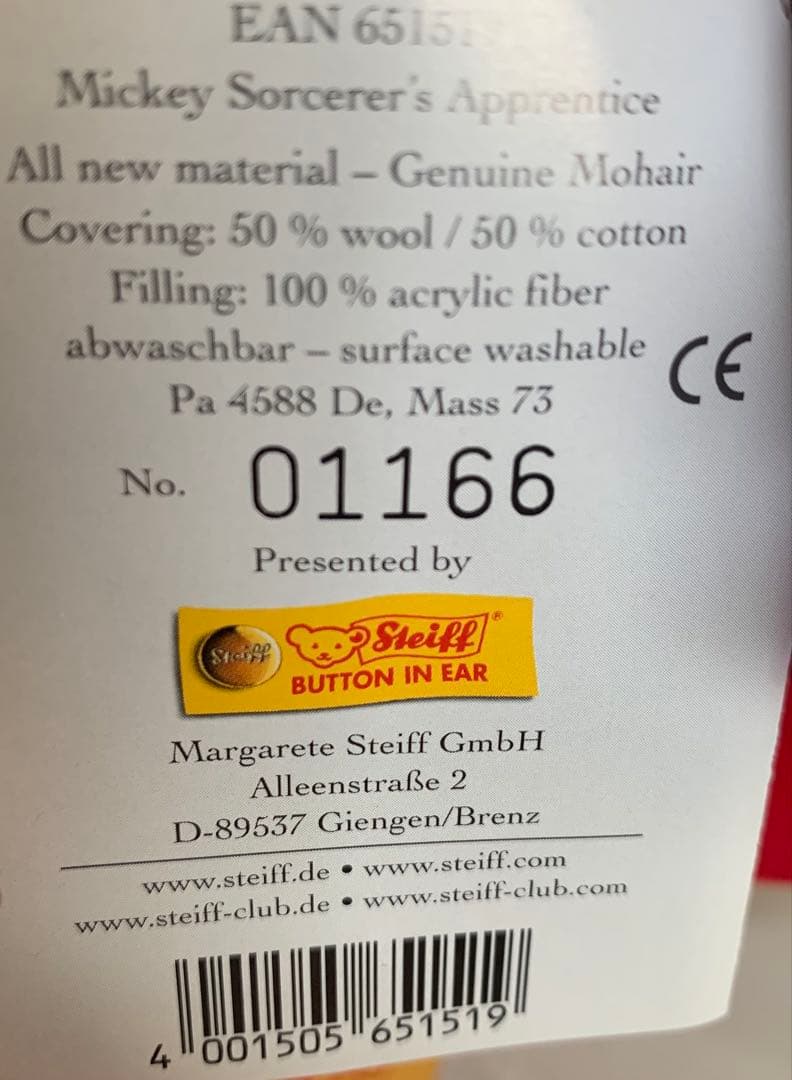 EAN 65151
Mickey Sorcerer's Apprentice
All new material – Genuine Mohair
Covering: 50 % wool / 50 % cotton
Filling: 100 % acrylic fiber
abwaschbar – surface washable
CE
Pa 4588 De, Mass 73
No. 01166
Presented by
Steiff
Steiff®
BUTTON IN EAR
Margarete Steiff GmbH
Alleenstraße 2
D-89537 Giengen/Brenz
www.steiff.de • www.steiff.com
www.steiff-club.de • www.steiff-club.com
4 001505 651519